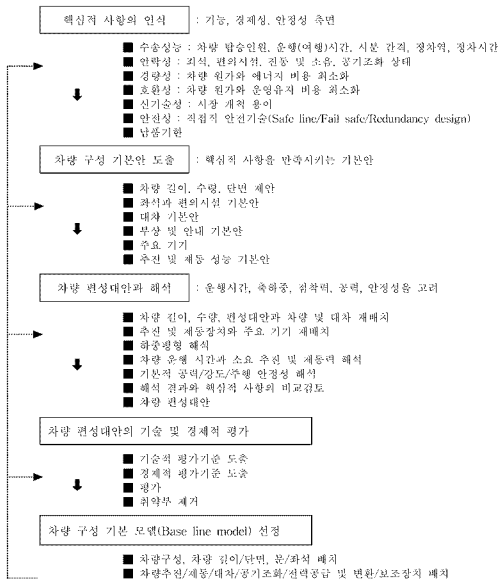 핵심적 사항의 인식 : 기능, 경제성, 안정성 측면
■ 수송성능 : 차량 탑승인원, 운행(여행)시간, 시분 간격, 정차역, 정차시간
■ 안락성 : 좌석, 편의시설, 진동 및 소음, 공기조화 상태
■ 경량성 : 차량 원가와 에너지 비용 최소화
■ 호환성 : 차량 원가와 운영유지 비용 최소화
■ 신기술성 : 시장 개척 용이
■ 안전성 : 직접적 안전기술(Safe line/Fail safe/Redundancy design)
■ 납품기한
차량 구성 기본안 도출 : 핵심적 사항을 만족시키는 기본안
■ 차량 길이, 수량, 단면 제안
■ 좌석과 편의시설 기본안
■ 대차 기본안
■ 부상 및 안내 기본안
■ 주요 기기
■ 추진 및 제동 성능 기본안
차량 편성대안과 해석 : 운행시간, 축하중, 점착력, 공력, 안정성을 고려
■ 차량 길이, 수량, 편성대안과 차량 및 대차 재배치
■ 추진 및 제동장치와 주요 기기 재배치
■ 하중평형 해석
■ 차량 운행 시간과 소요 추진 및 제동력 해석
■ 기본적 공력/강도/주행 안정성 해석
■ 해석 결과와 핵심적 사항의 비교검토
■ 차량 편성대안
차량 편성대안의 기술 및 경제적 평가
■ 기술적 평가기준 도출
■ 경제적 평가기준 도출
■ 평가
■ 취약부 제거
차량 구성 기본 모델(Base line model) 선정
■ 차량구성, 차량 길이/단면, 문/좌석 배치
■ 차량추진/제동/대차/공기조화/전력공급 및 변환/보조장치 배치